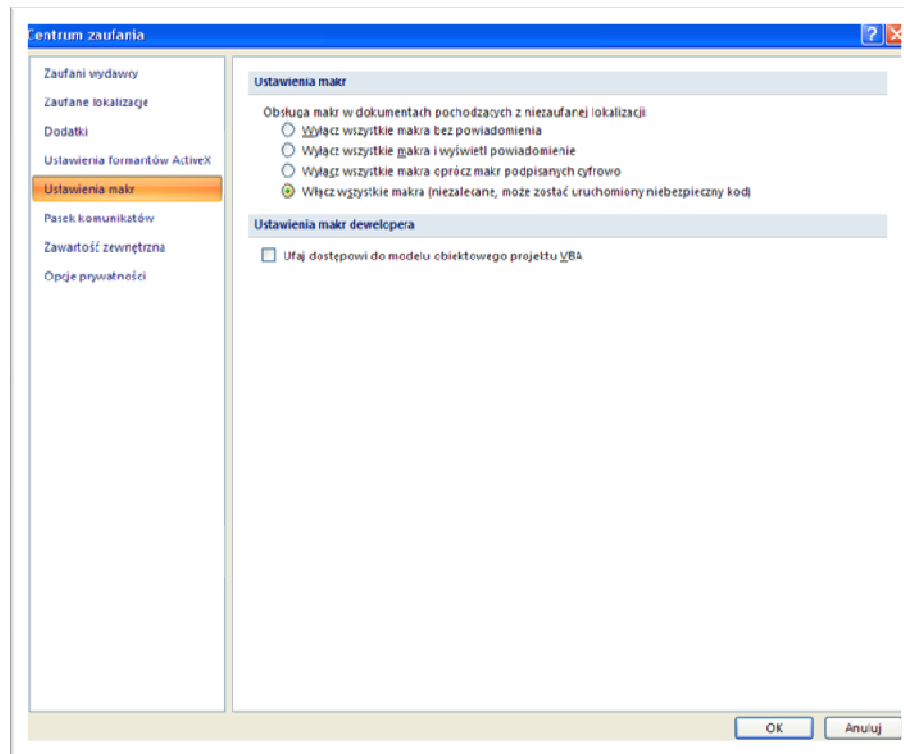 Centrum zaufania
Zaufani wydawcy
Zaufane lokalizacje
Dodatki
Ustawienia formantów ActiveX
Ustawienia makr
Pasek komunikatów
Zawartość zewnętrzna
Opcje prywatności
Ustawienia makr
Obsługa makr w dokumentach pochodzących z niezaufanej lokalizacji:
Wyłącz wszystkie makra bez powiadomienia
Wyłącz wszystkie makra i wyświetl powiadomienie
Wyłącz wszystkie makra oprócz makr podpisanych cyfrowo
Włącz wszystkie makra (niezalecane, może zostać uruchomiony niebezpieczny kod)
Ustawienia makr dewelopera
Ufaj dostępowi do modelu obiektowego projektu VBA
OK
Anuluj